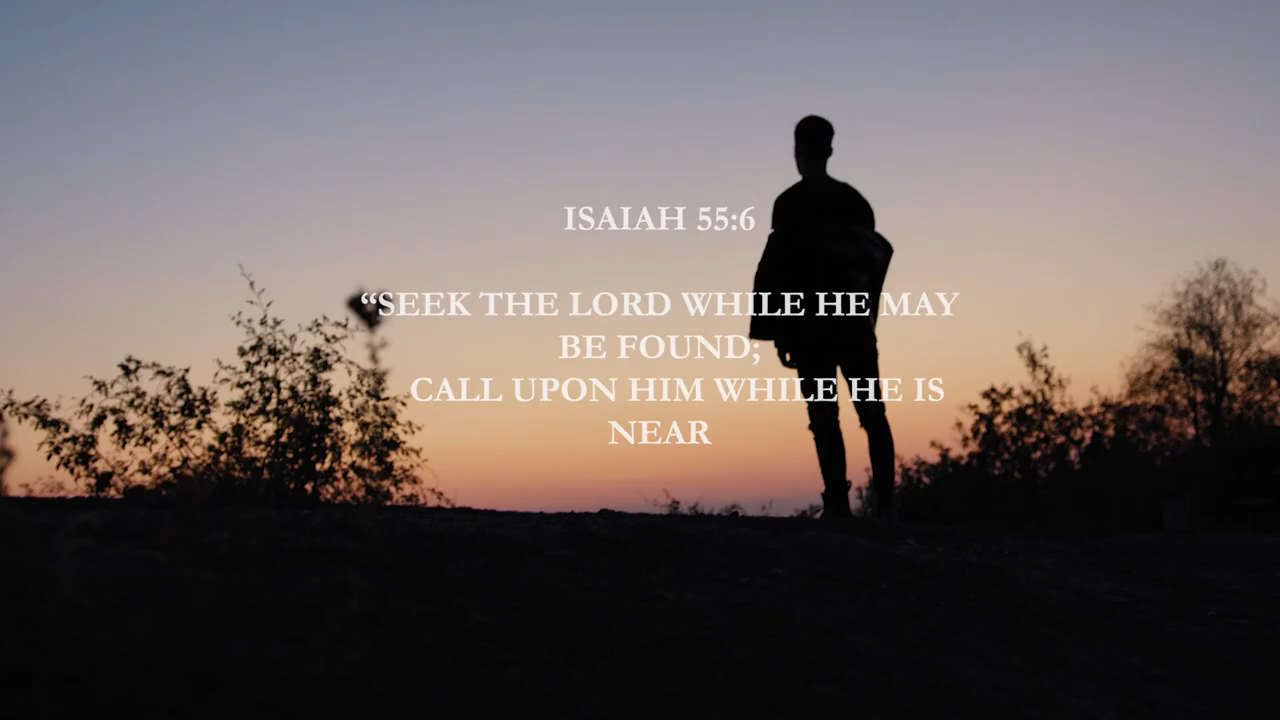 ISAIAH 55:6
“SEEK THE LORD WHILE HE MAY
BE FOUND;
CALL UPON HIM WHILE HE IS
NEAR